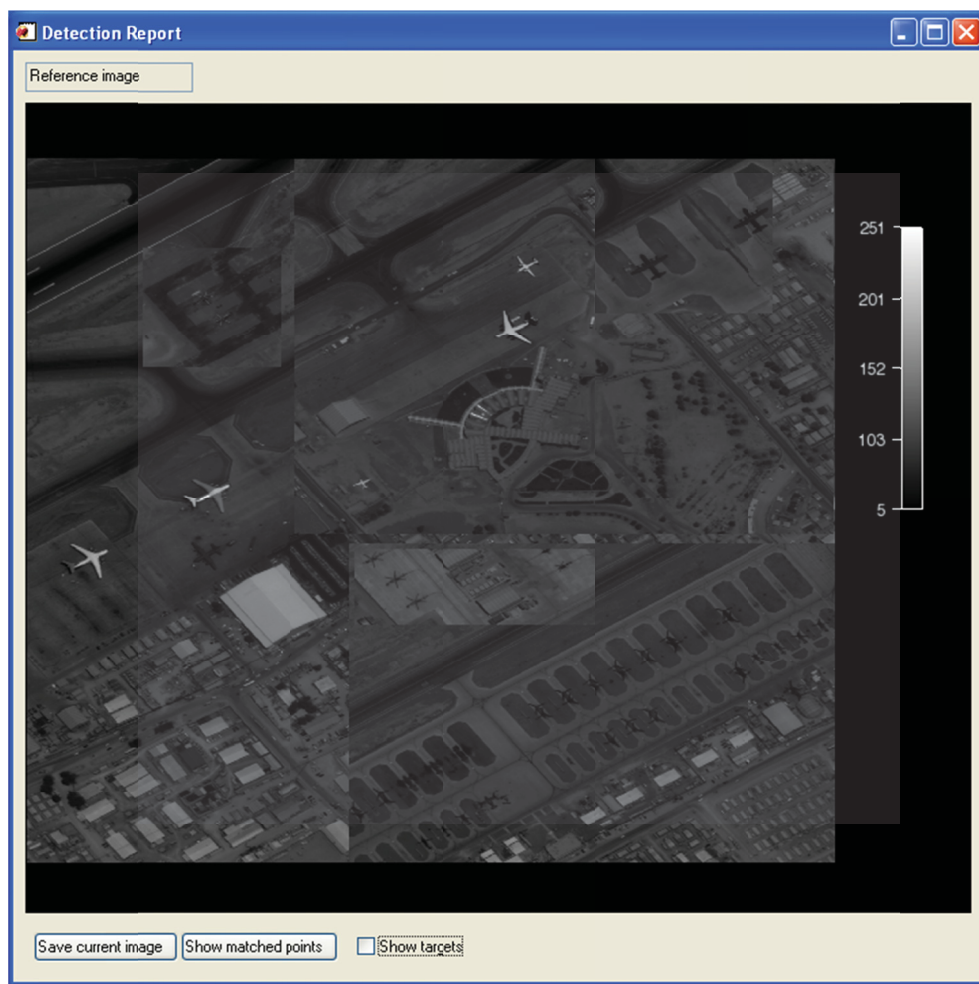 Detection Report
Reference image
251
201
152
103
5
Save current image
Show matched points
Show targets